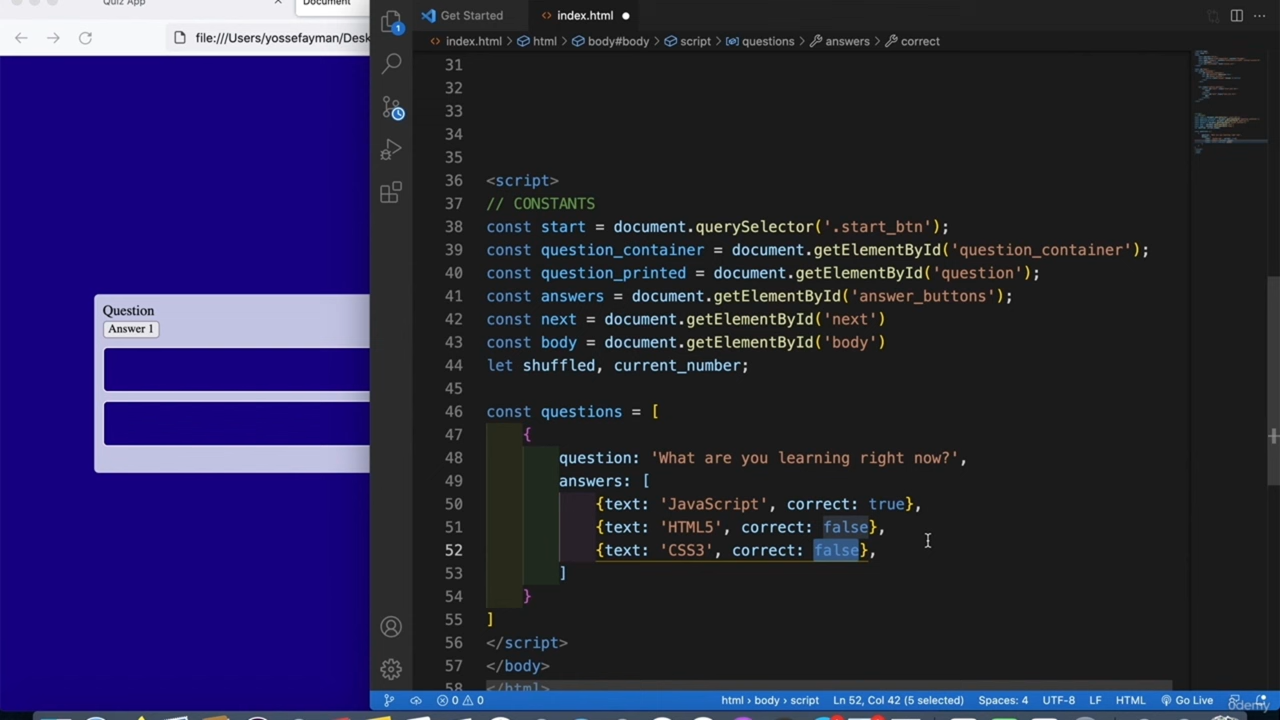 Quiz App
Document
Get Started
index.html
file:///Users/yossefayman/Desk
index.html > html > body#body > script > questions > answers > correct
1
31
32
33
34
35
36 <script>
37 // CONSTANTS
38 const start = document.querySelector('.start_btn');
39 const question_container = document.getElementById('question_container');
40 const question_printed = document.getElementById('question');
41 const answers = document.getElementById('answer_buttons');
42 const next = document.getElementById('next')
43 const body = document.getElementById('body')
44 let shuffled, current_number;
45
46 const questions = [
47 {
48 question: 'What are you learning right now?',
49 answers: [
50 {text: 'JavaScript', correct: true},
51 {text: 'HTML5', correct: false},
52 {text: 'CSS3', correct: false},
53 ]
54 }
55 ]
56 </script>
57 </body>
58 </html>
Question
Answer 1
0 0
html > body > script
Ln 52, Col 42 (5 selected)
Spaces: 4
UTF-8
LF
HTML
Go Live
ûdemy